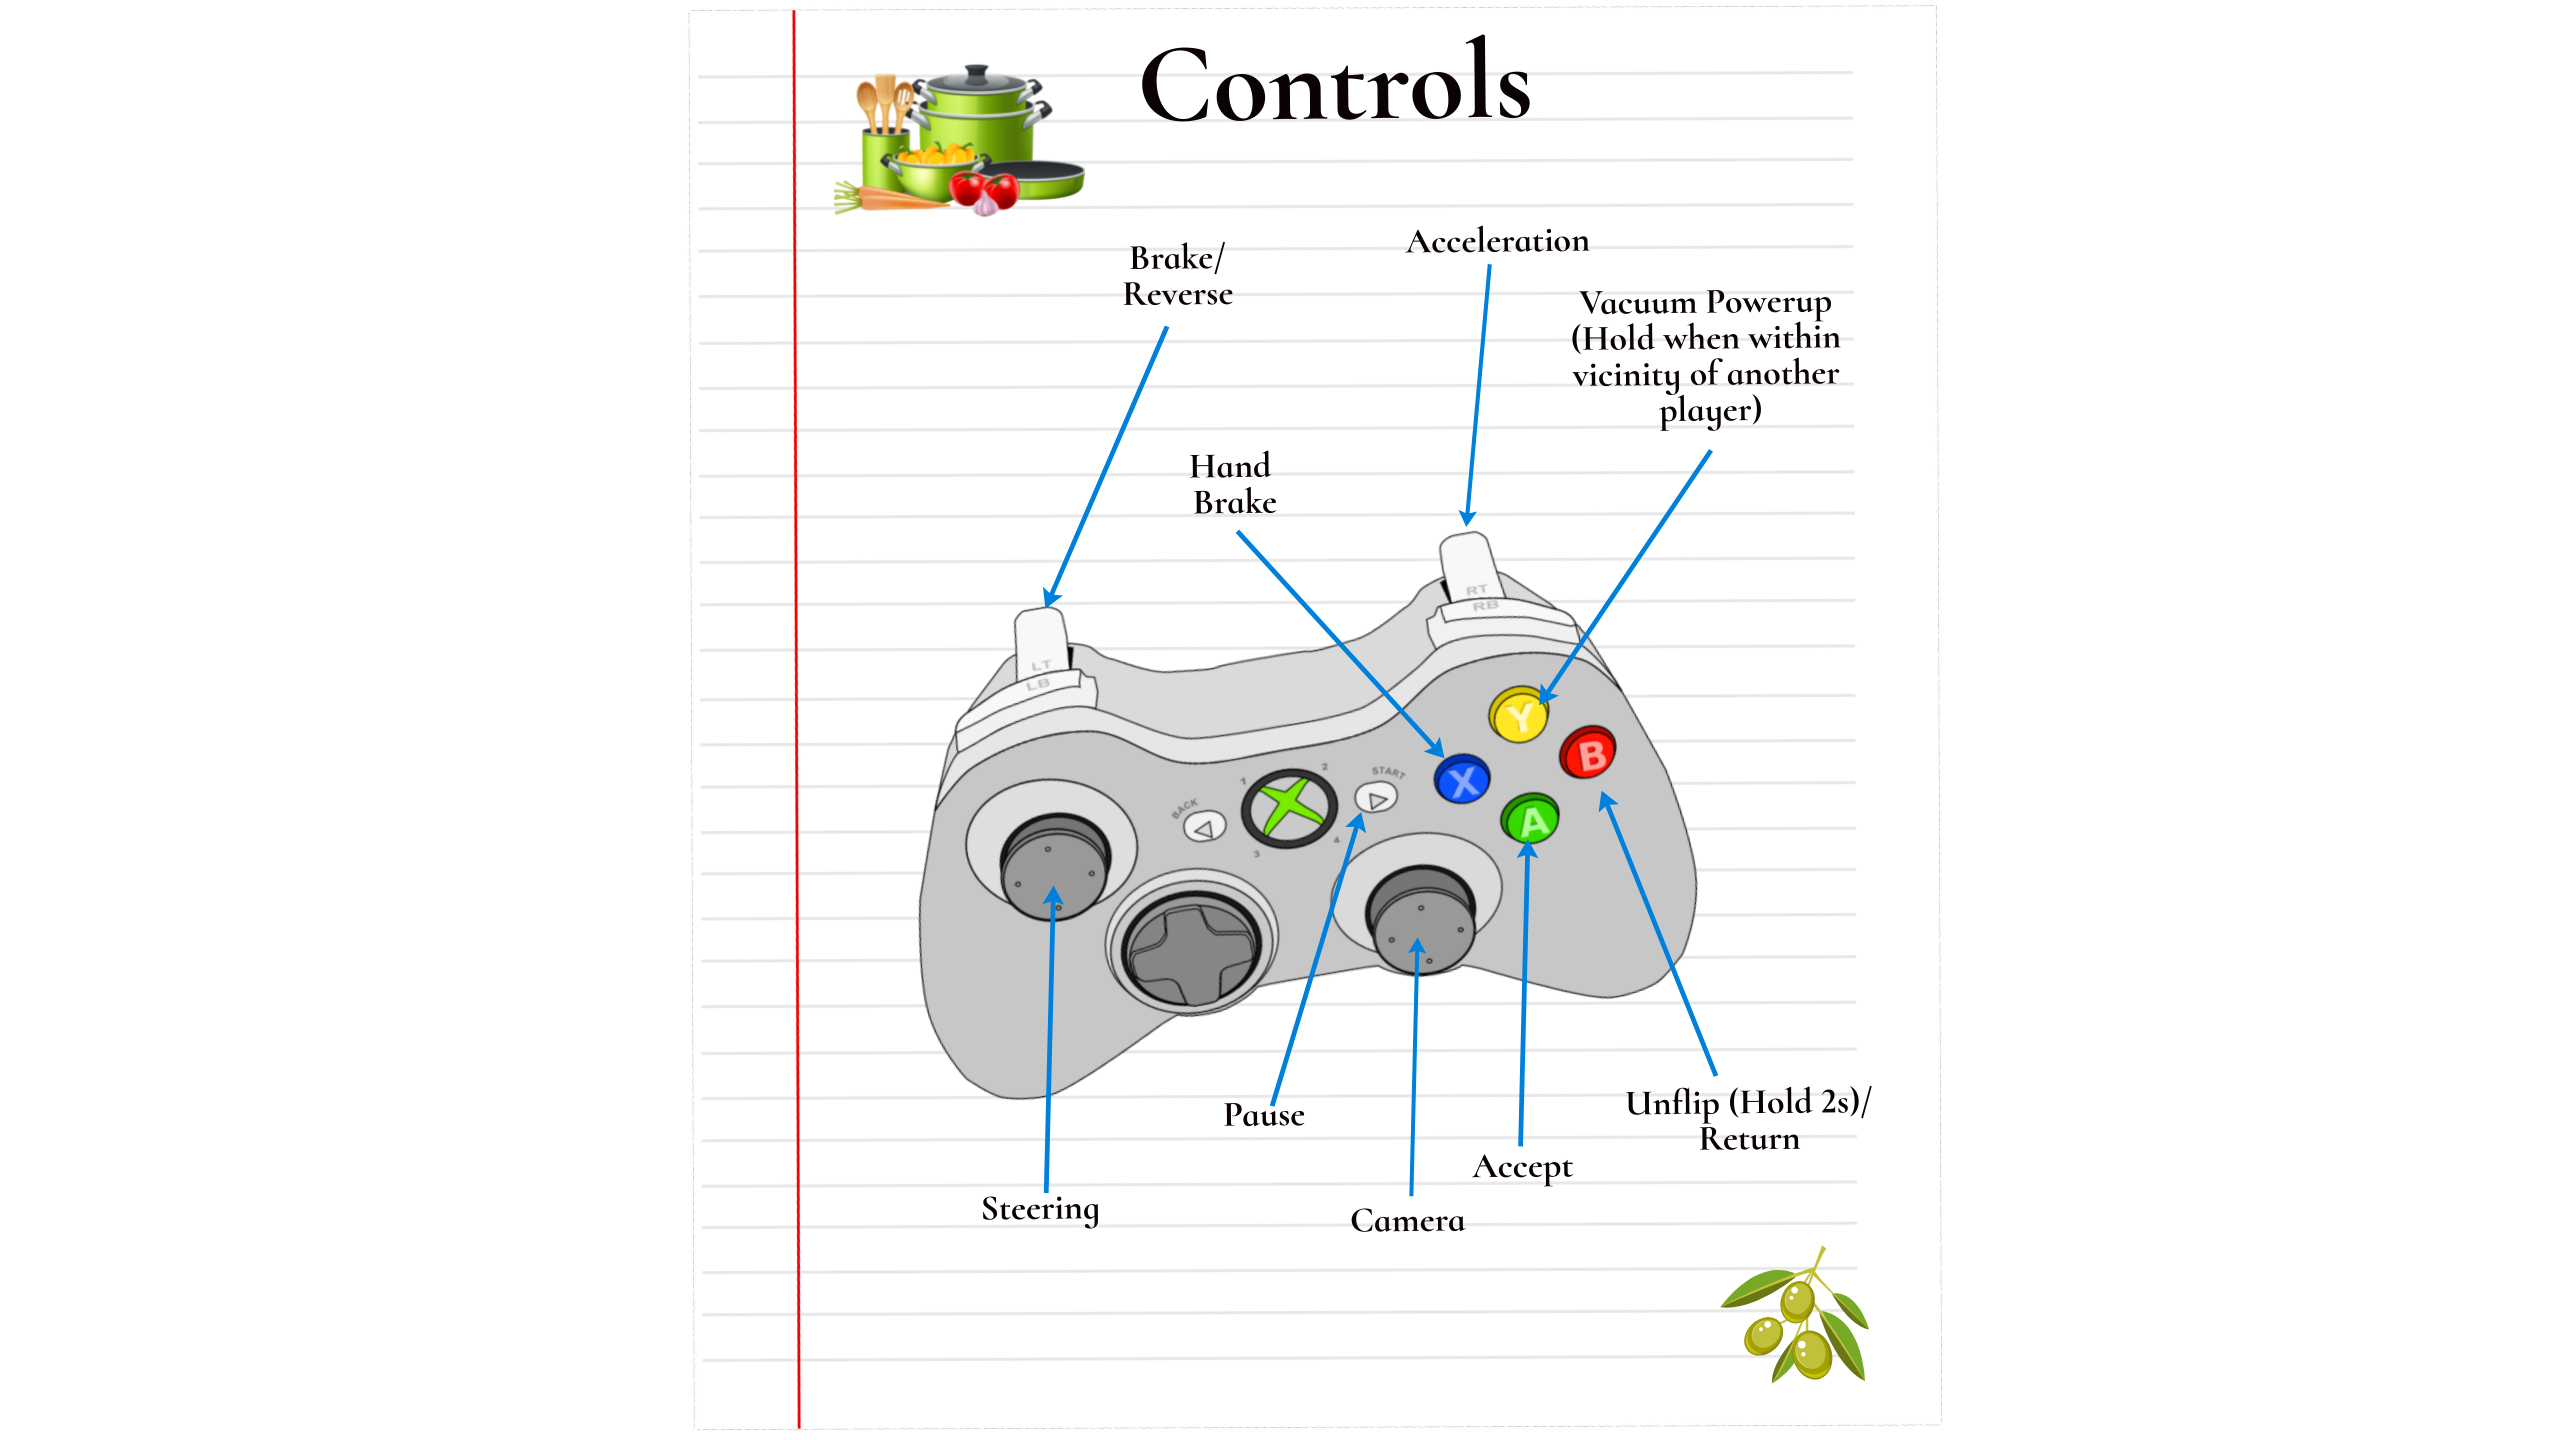 Controls
Brake/
Reverse
Acceleration
Vacuum Powerup
(Hold when within
vicinity of another
player)
Hand
Brake
RT
RB
LT
LB
Y
B
X
A
START
BACK
1
2
3
4
Pause
Unflip (Hold 2s)/
Return
Accept
Steering
Camera